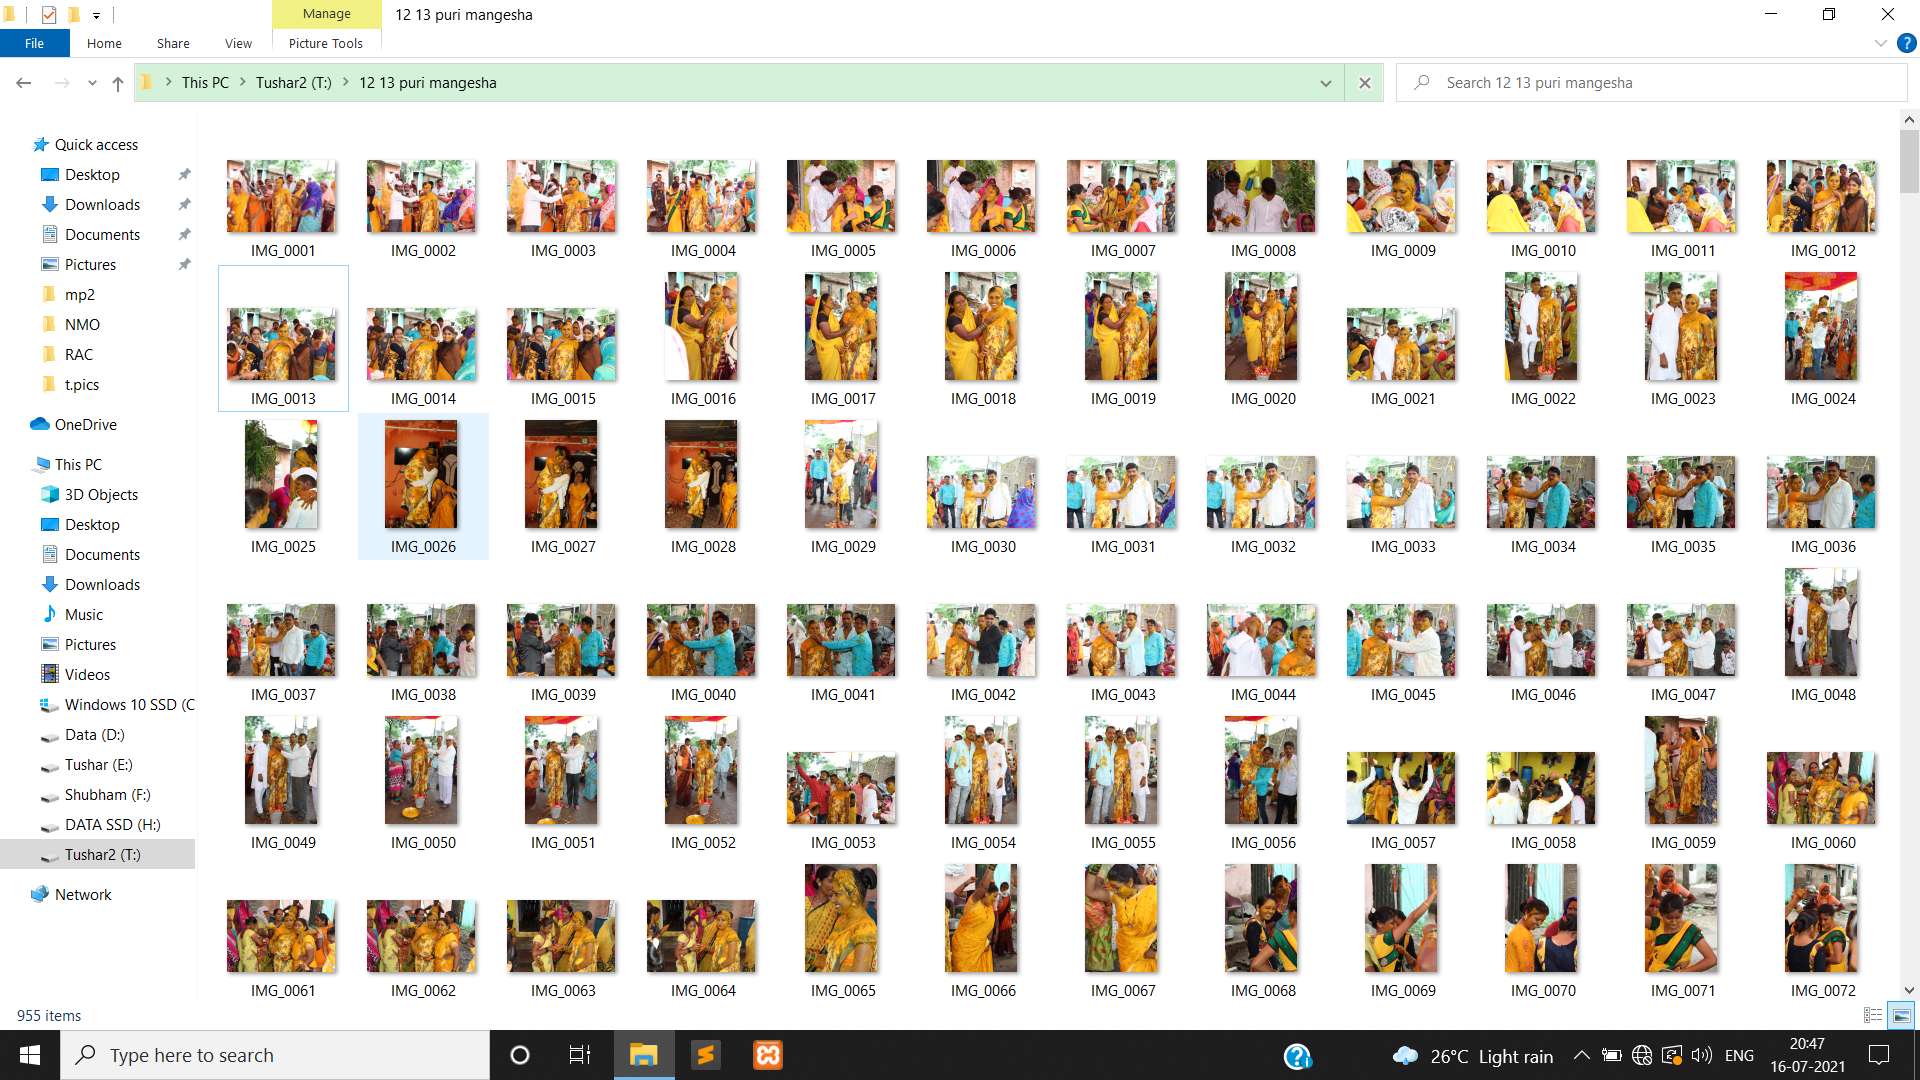 Manage
12 13 puri mangesha
File
Home
Share
View
Picture Tools
This PC
Tushar2 (T:)
12 13 puri mangesha
Search 12 13 puri mangesha
Quick access
Desktop
Downloads
Documents
Pictures
mp2
NMO
RAC
t.pics
OneDrive
This PC
3D Objects
Desktop
Documents
Downloads
Music
Pictures
Videos
Windows 10 SSD (C
Data (D:)
Tushar (E:)
Shubham (F:)
DATA SSD (H:)
Tushar2 (T:)
Network
IMG_0001 IMG_0002 IMG_0003 IMG_0004 IMG_0005 IMG_0006 IMG_0007 IMG_0008 IMG_0009 IMG_0010 IMG_0011 IMG_0012
IMG_0013 IMG_0014 IMG_0015 IMG_0016 IMG_0017 IMG_0018 IMG_0019 IMG_0020 IMG_0021 IMG_0022 IMG_0023 IMG_0024
IMG_0025 IMG_0026 IMG_0027 IMG_0028 IMG_0029 IMG_0030 IMG_0031 IMG_0032 IMG_0033 IMG_0034 IMG_0035 IMG_0036
IMG_0037 IMG_0038 IMG_0039 IMG_0040 IMG_0041 IMG_0042 IMG_0043 IMG_0044 IMG_0045 IMG_0046 IMG_0047 IMG_0048
IMG_0049 IMG_0050 IMG_0051 IMG_0052 IMG_0053 IMG_0054 IMG_0055 IMG_0056 IMG_0057 IMG_0058 IMG_0059 IMG_0060
IMG_0061 IMG_0062 IMG_0063 IMG_0064 IMG_0065 IMG_0066 IMG_0067 IMG_0068 IMG_0069 IMG_0070 IMG_0071 IMG_0072
955 items
Type here to search
26°C Light rain
ENG
20:47
16-07-2021